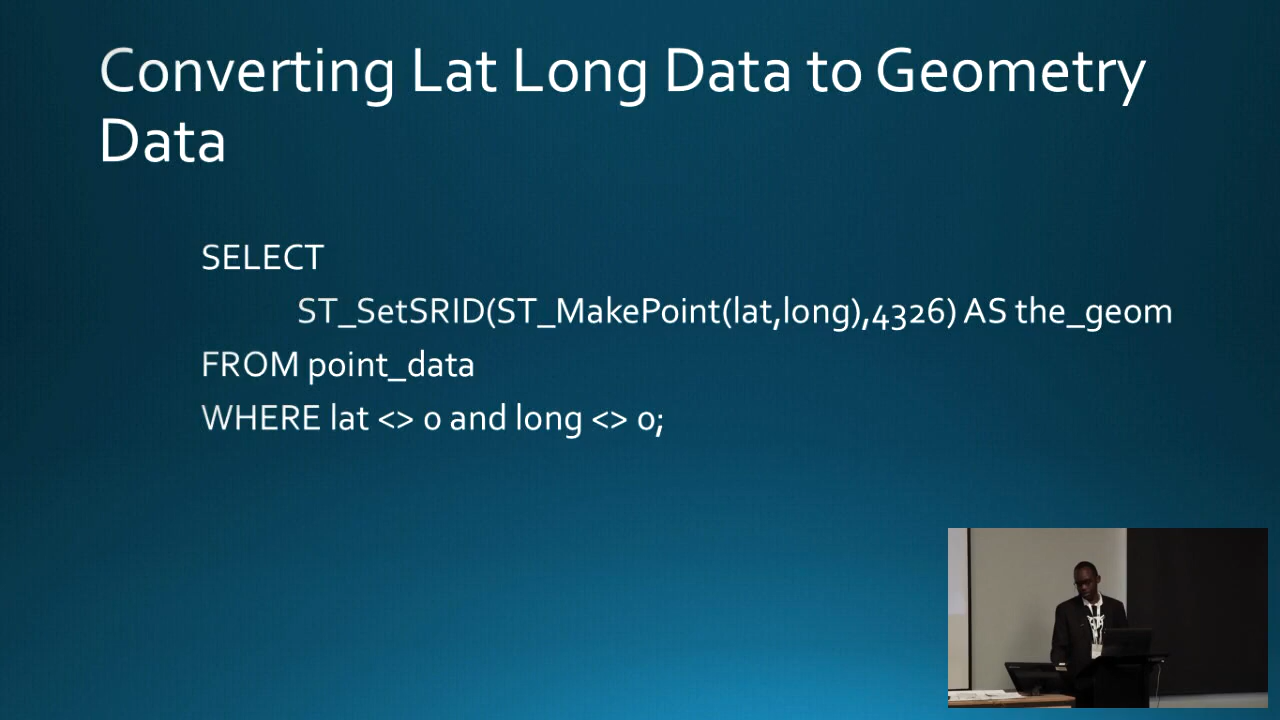 Converting Lat Long Data to Geometry
Data
SELECT
ST_SetSRID(ST_MakePoint(lat,long),4326) AS the_geom
FROM point_data
WHERE lat <> 0 and long <> 0;